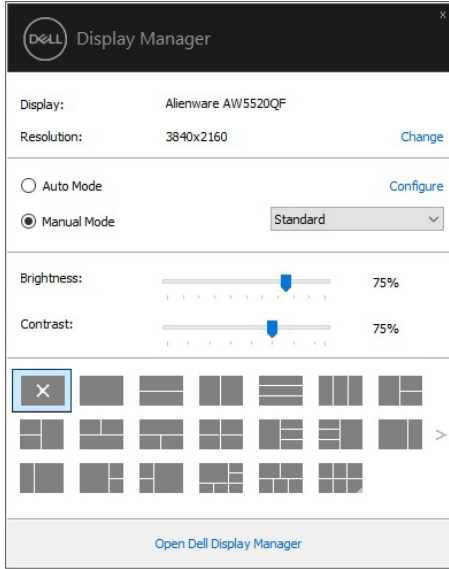 x
DELL Display Manager
Display: Alienware AW5520QF
Resolution: 3840x2160 Change
Auto Mode Configure
Manual Mode Standard
Brightness: 75%
Contrast: 75%
Open Dell Display Manager